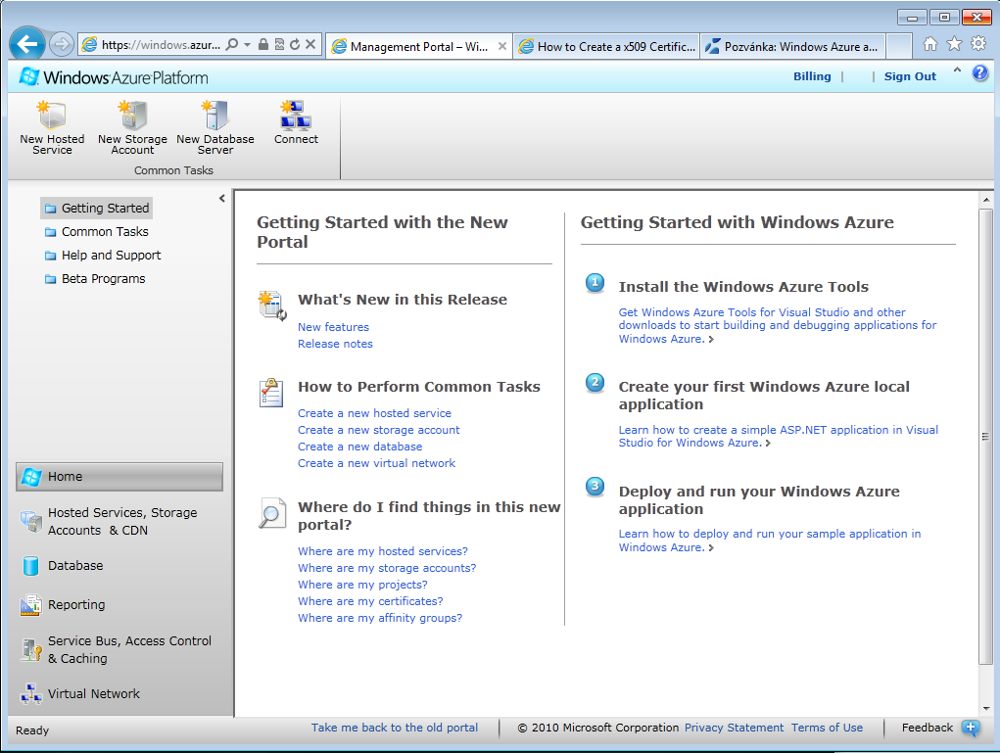 https://windows.azur...
Management Portal – Wi...
How to Create a x509 Certific...
Pozvánka: Windows Azure a...
Windows Azure Platform
Billing |
| Sign Out
New Hosted
Service
New Storage
Account
New Database
Server
Connect
Common Tasks
Getting Started
Common Tasks
Help and Support
Beta Programs
Home
Hosted Services, Storage
Accounts & CDN
Database
Reporting
Service Bus, Access Control
& Caching
Virtual Network
Getting Started with the New
Portal
What's New in this Release
New features
Release notes
How to Perform Common Tasks
Create a new hosted service
Create a new storage account
Create a new database
Create a new virtual network
Where do I find things in this new
portal?
Where are my hosted services?
Where are my storage accounts?
Where are my projects?
Where are my certificates?
Where are my affinity groups?
Getting Started with Windows Azure
1
Install the Windows Azure Tools
Get Windows Azure Tools for Visual Studio and other
downloads to start building and debugging applications for
Windows Azure. >
2
Create your first Windows Azure local
application
Learn how to create a simple ASP.NET application in Visual
Studio for Windows Azure. >
3
Deploy and run your Windows Azure
application
Learn how to deploy and run your sample application in
Windows Azure. >
Ready
Take me back to the old portal
© 2010 Microsoft Corporation Privacy Statement Terms of Use
Feedback